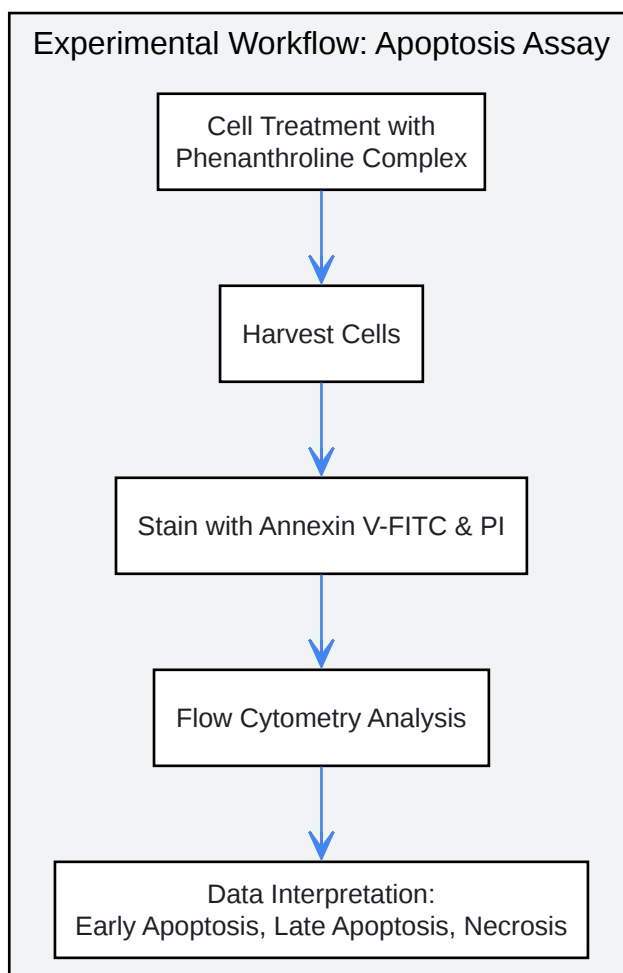 Experimental Workflow: Apoptosis Assay
Cell Treatment with
Phenanthroline Complex
Harvest Cells
Stain with Annexin V-FITC & PI
Flow Cytometry Analysis
Data Interpretation:
Early Apoptosis, Late Apoptosis, Necrosis